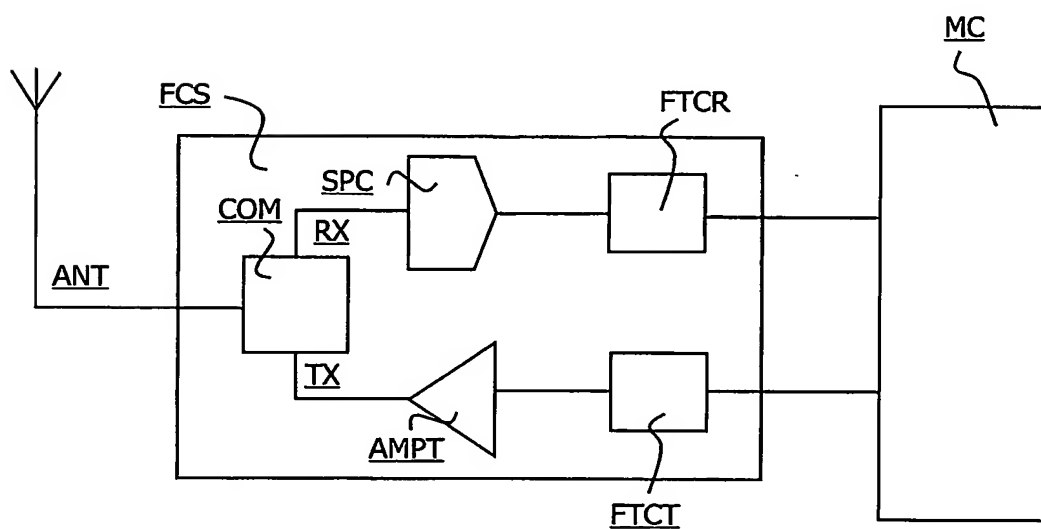 MC
FCS
FTCR
SPC
COM
RX
ANT
TX
AMPT
FTCT